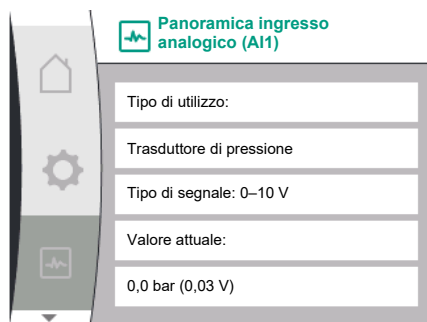 Panoramica ingresso
analogico (AI1)
Tipo di utilizzo:
Trasduttore di pressione
Tipo di segnale: 0–10 V
Valore attuale:
0,0 bar (0,03 V)